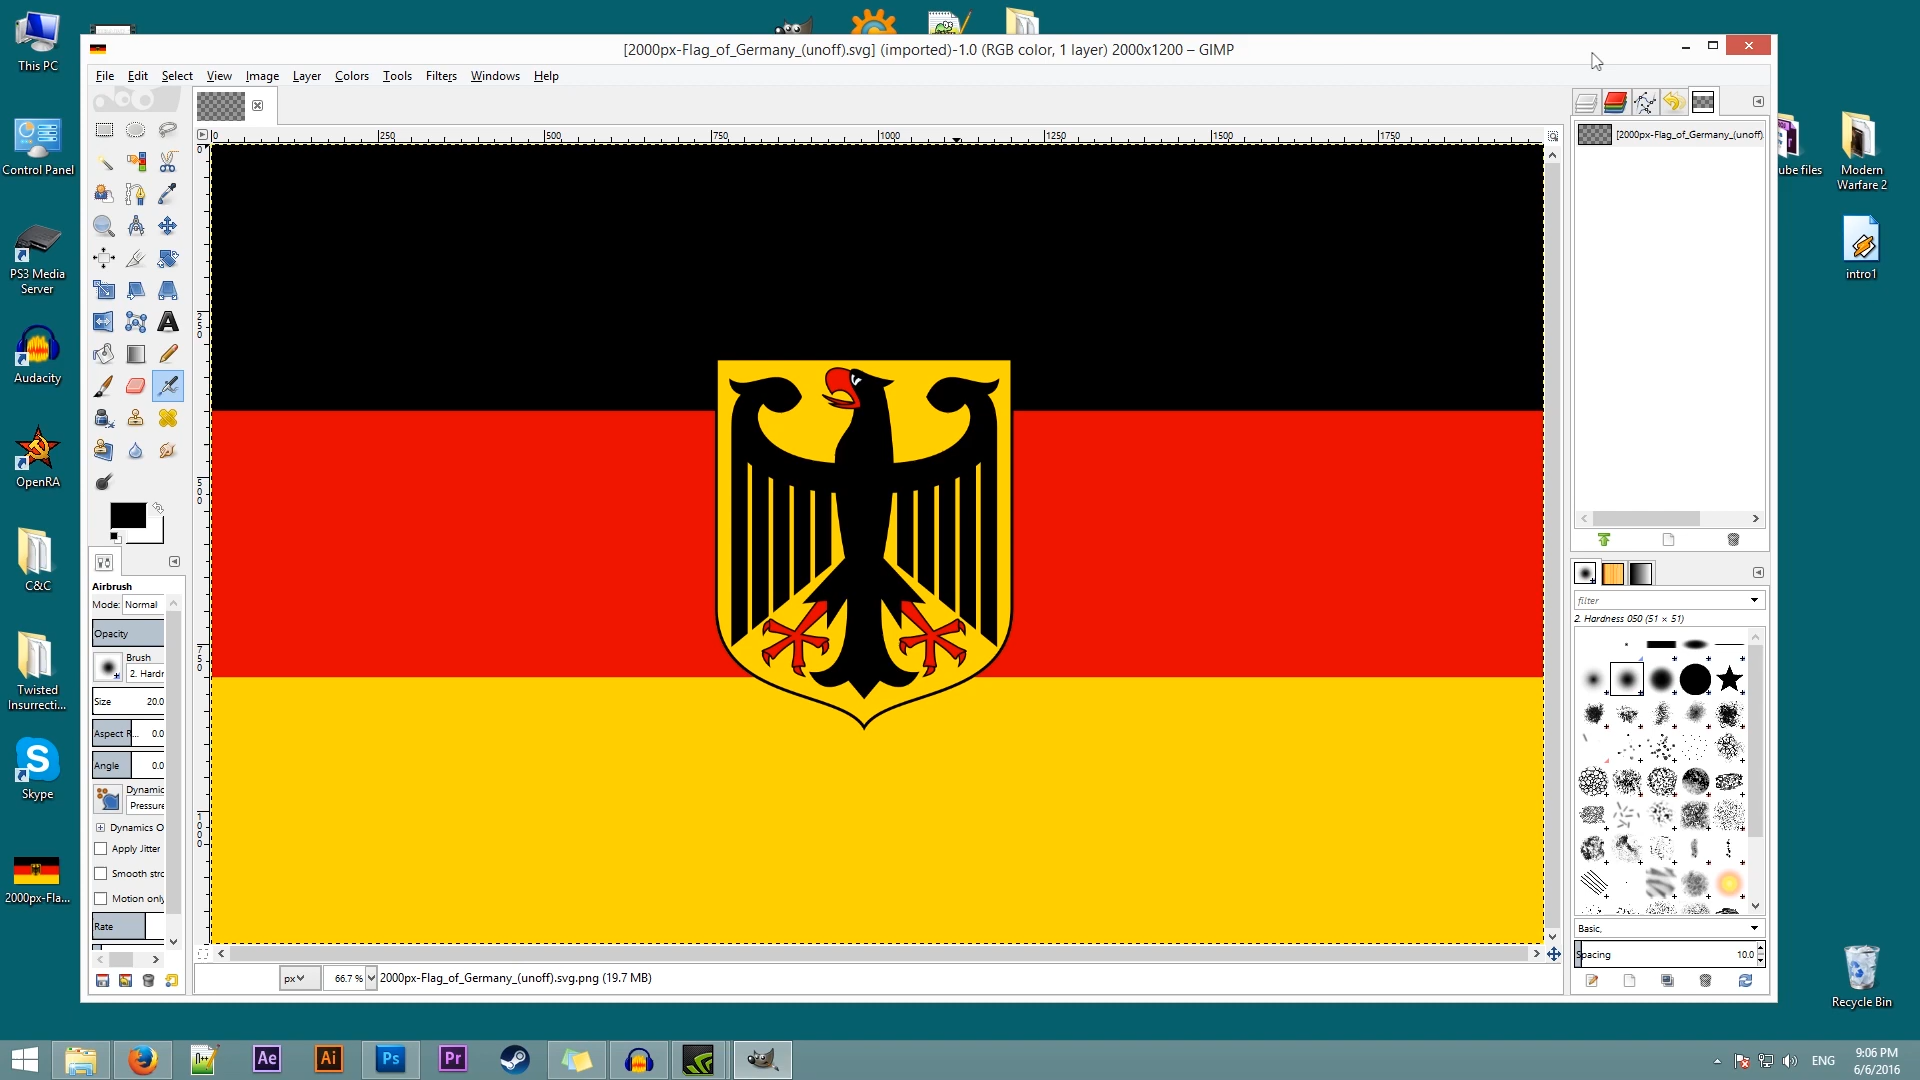 This PC
Control Panel
PS3 Media
Server
Audacity
OpenRA
C&C
Twisted
Insurrecti...
Skype
2000px-Fla...
[2000px-Flag_of_Germany_(unoff).svg] (imported)-1.0 (RGB color, 1 layer) 2000x1200 – GIMP
File Edit Select View Image Layer Colors Tools Filters Windows Help
0 250 500 750 1000 1250 1500 1750
0
250
500
750
1000
Airbrush
Mode: Normal
Opacity
Brush
2. Hardr
Size 20.0
Aspect R... 0.0
Angle 0.0
Dynamic
Pressure
Dynamics O
Apply Jitter
Smooth stro
Motion only
Rate
px 66.7 % 2000px-Flag_of_Germany_(unoff).svg.png (19.7 MB)
[2000px-Flag_of_Germany_(unoff).
filter
2. Hardness 050 (51 × 51)
Basic,
Spacing 10.0
ube files
Modern
Warfare 2
intro1
Recycle Bin
Ae
Ai
Ps
Pr
ENG
9:06 PM
6/6/2016